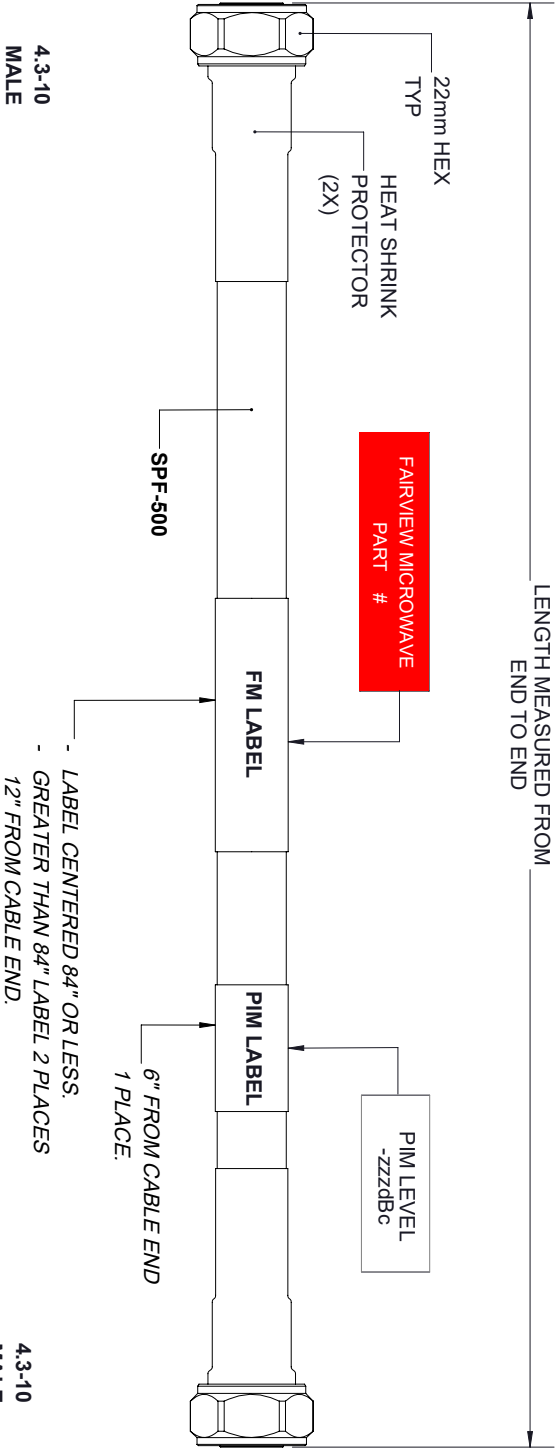 LENGTH MEASURED FROM
END TO END
22mm HEX
TYP
HEAT SHRINK
PROTECTOR
(2X)
FAIRVIEW MICROWAVE
PART #
PIM LEVEL
-zzzdBc
FM LABEL
PIM LABEL
SPF-500
6" FROM CABLE END
1 PLACE.
- LABEL CENTERED 84" OR LESS.
- GREATER THAN 84" LABEL 2 PLACES
12" FROM CABLE END.
4.3-10
MALE
4.3-10